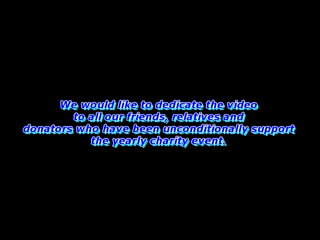 We would like to dedicate the video
to all our friends, relatives and
donators who have been unconditionally support
the yearly charity event.